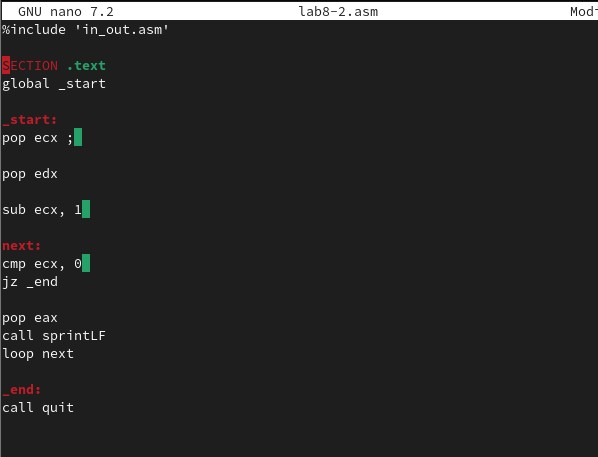 GNU nano 7.2 lab8-2.asm Modi
%include 'in_out.asm'
SECTION .text
global _start
_start:
pop ecx ;
pop edx
sub ecx, 1
next:
cmp ecx, 0
jz _end
pop eax
call sprintLF
loop next
_end:
call quit